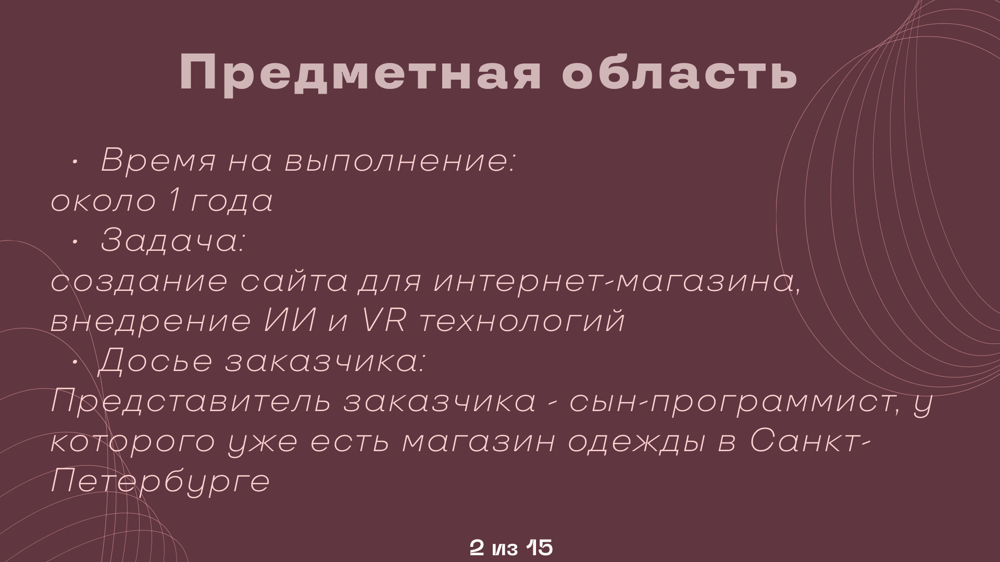 Предметная область
• Время на выполнение:
около 1 года
• Задача:
создание сайта для интернет-магазина,
внедрение ИИ и VR технологий
• Досье заказчика:
Представитель заказчика - сын-программист, у
которого уже есть магазин одежды в Санкт-
Петербурге
2 из 15